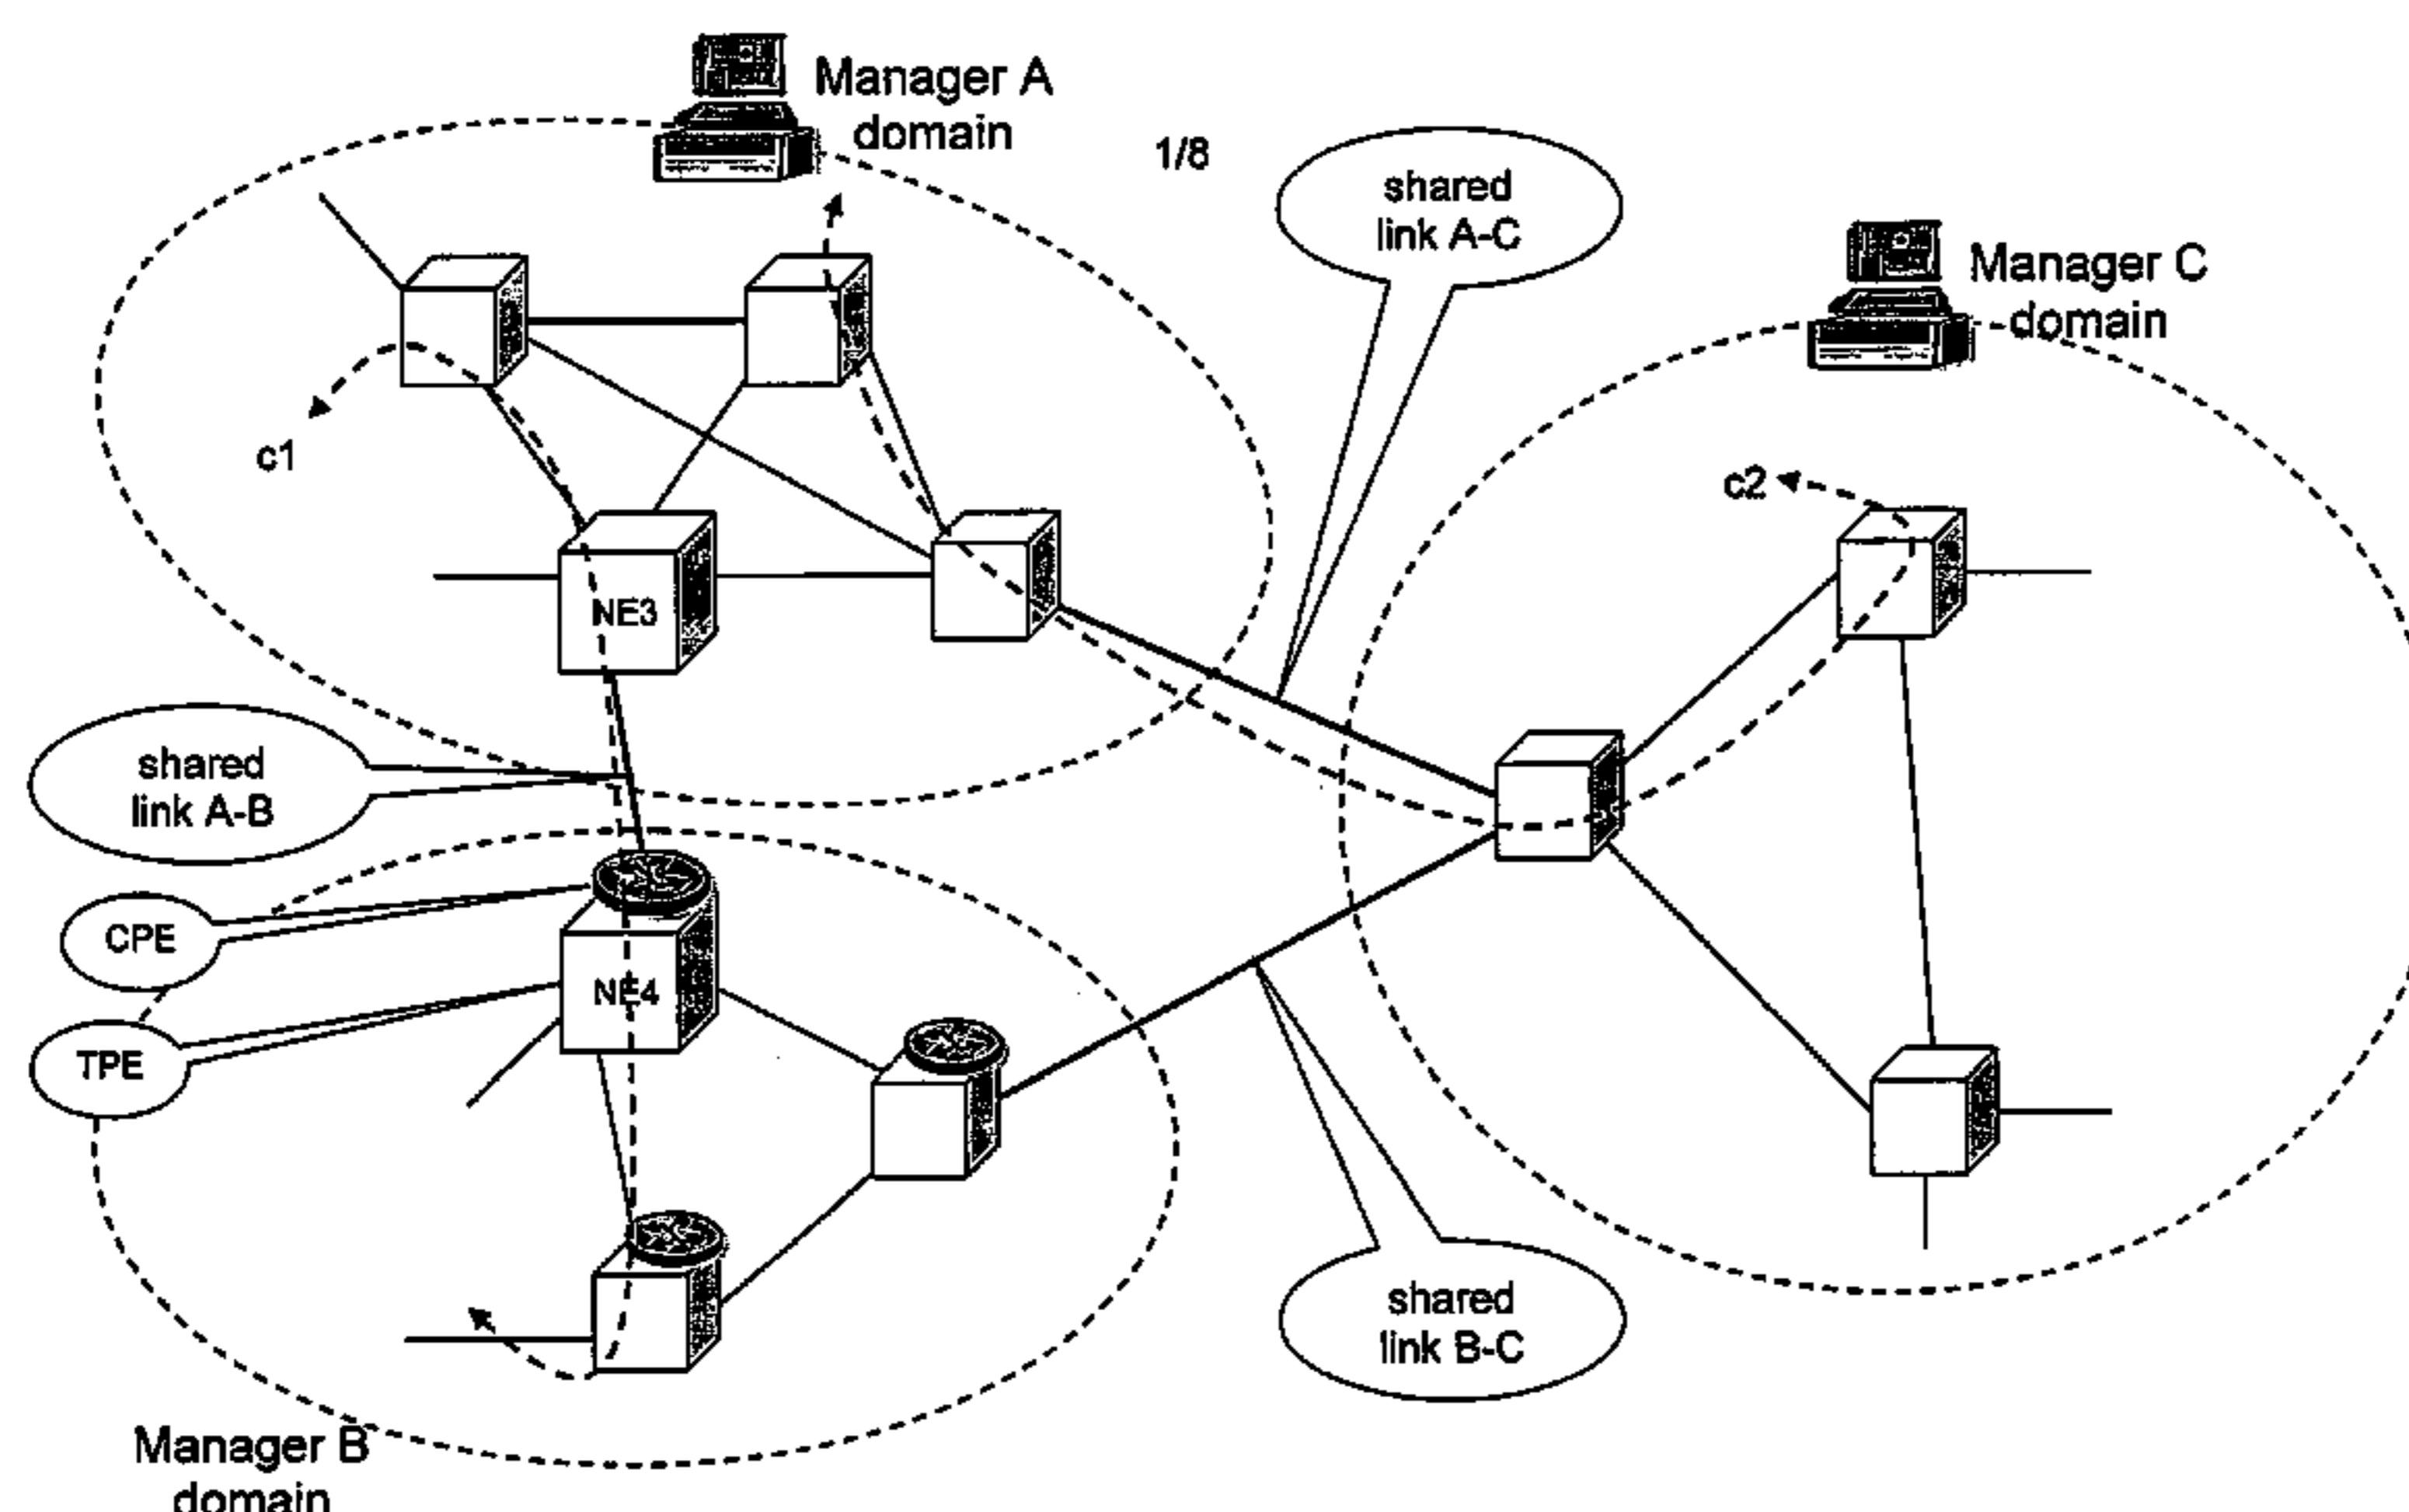 Manager A
domain
1/8
shared
link A-C
Manager C
domain
c1
c2
NE3
shared
link A-B
CPE
NE4
TPE
shared
link B-C
Manager B
domain